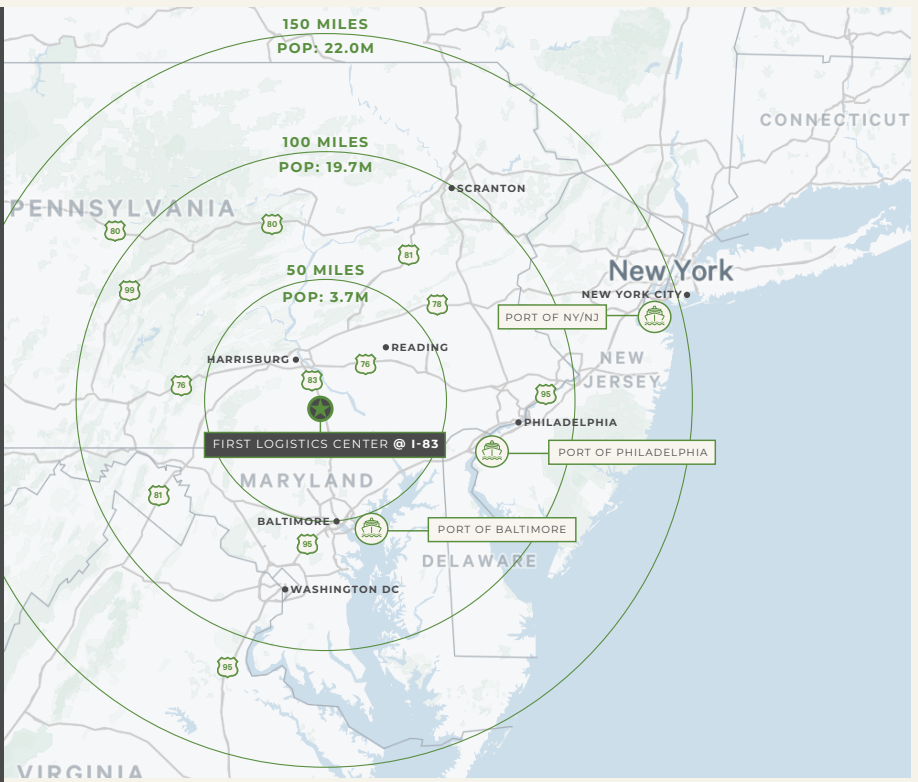 150 MILES
POP: 22.0M
CONNECTICUT
100 MILES
POP: 19.7M
SCRANTON
PENNSYLVANIA
80
80
81
50 MILES
New York
99
POP: 3.7M
NEW YORK CITY
78
PORT OF NY/NJ
HARRISBURG
READING
76
NEW
JERSEY
76
83
95
PHILADELPHIA
FIRST LOGISTICS CENTER @ I-83
PORT OF PHILADELPHIA
MARYLAND
81
BALTIMORE
PORT OF BALTIMORE
95
DELAWARE
WASHINGTON DC
95
VIRGINIA